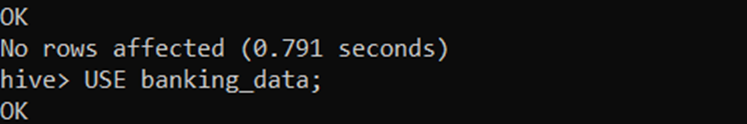 OK
No rows affected (0.791 seconds)
hive> USE banking_data;
OK